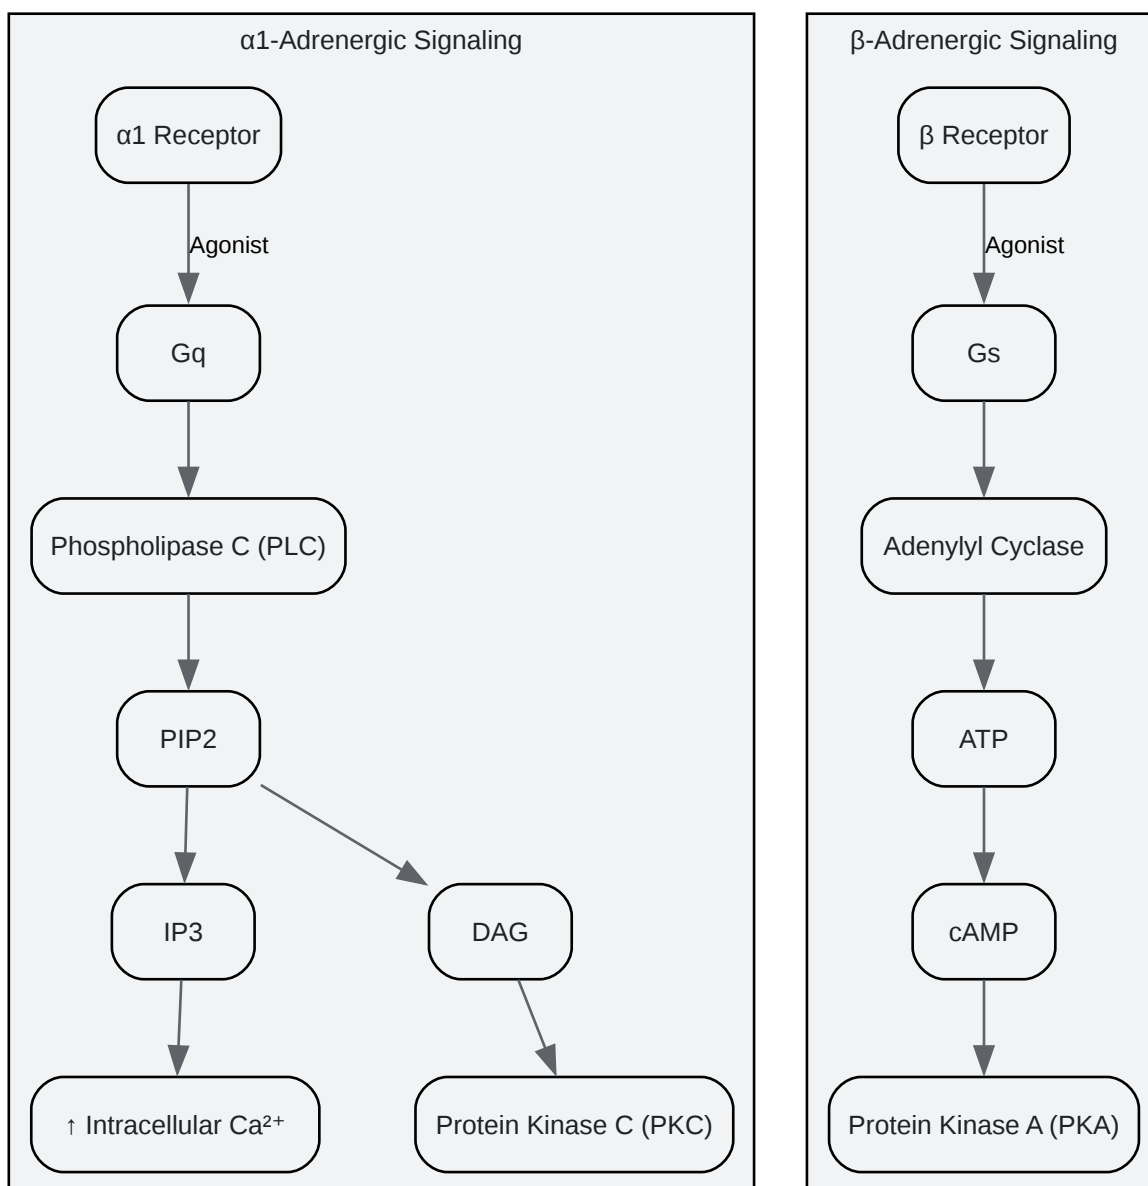 α1-Adrenergic Signaling
α1 Receptor
Agonist
Gq
Phospholipase C (PLC)
PIP2
IP3
DAG
↑ Intracellular Ca²⁺
Protein Kinase C (PKC)
β-Adrenergic Signaling
β Receptor
Agonist
Gs
Adenylyl Cyclase
ATP
cAMP
Protein Kinase A (PKA)